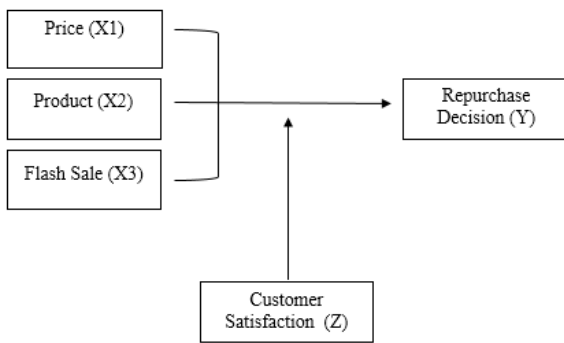 Price (X1)
Product (X2)
Flash Sale (X3)
Repurchase
Decision (Y)
Customer
Satisfaction (Z)